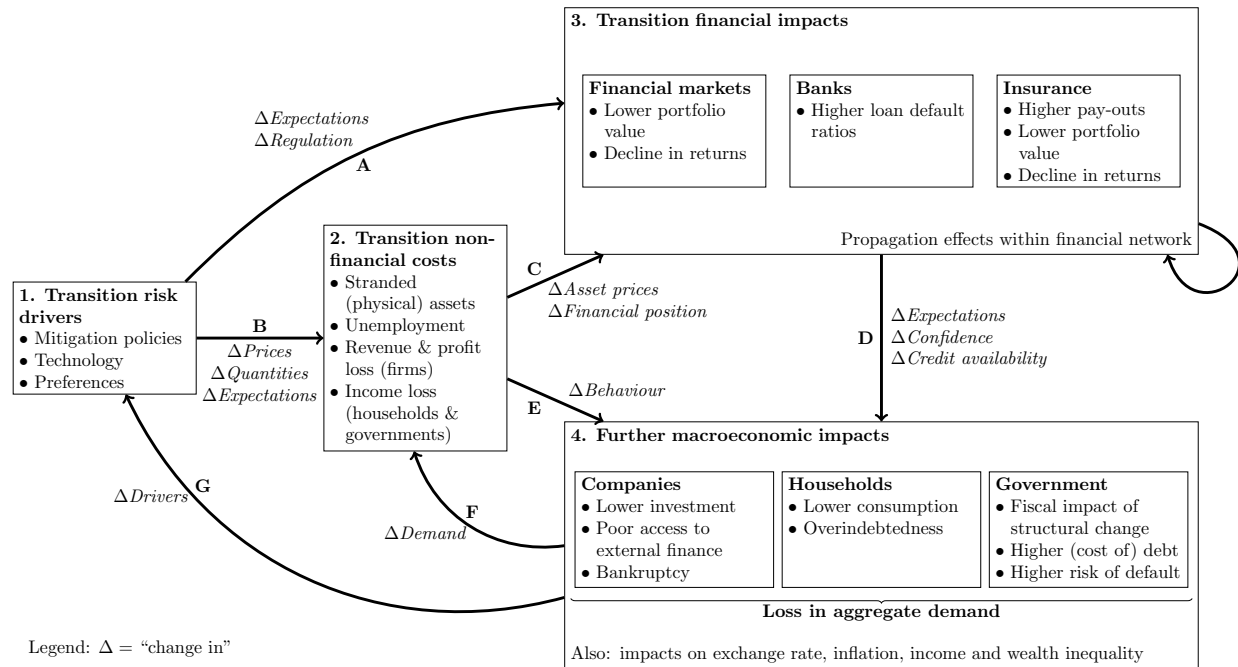 3. Transition financial impacts
Financial markets
• Lower portfolio
value
• Decline in returns
Banks
• Higher loan default
ratios
Insurance
• Higher pay-outs
• Lower portfolio
value
• Decline in returns
Propagation effects within financial network
ΔExpectations
ΔRegulation
A
2. Transition non-
financial costs
• Stranded
(physical) assets
• Unemployment
• Revenue & profit
loss (firms)
• Income loss
(households &
governments)
1. Transition risk
drivers
• Mitigation policies
• Technology
• Preferences
B
ΔPrices
ΔQuantities
ΔExpectations
C
ΔAsset prices
ΔFinancial position
D
ΔExpectations
ΔConfidence
ΔCredit availability
E
ΔBehaviour
4. Further macroeconomic impacts
Companies
• Lower investment
• Poor access to
external finance
• Bankruptcy
Households
• Lower consumption
• Overindebtedness
Government
• Fiscal impact of
structural change
• Higher (cost of) debt
• Higher risk of default
Loss in aggregate demand
Also: impacts on exchange rate, inflation, income and wealth inequality
F
ΔDemand
G
ΔDrivers
Legend: Δ = “change in”